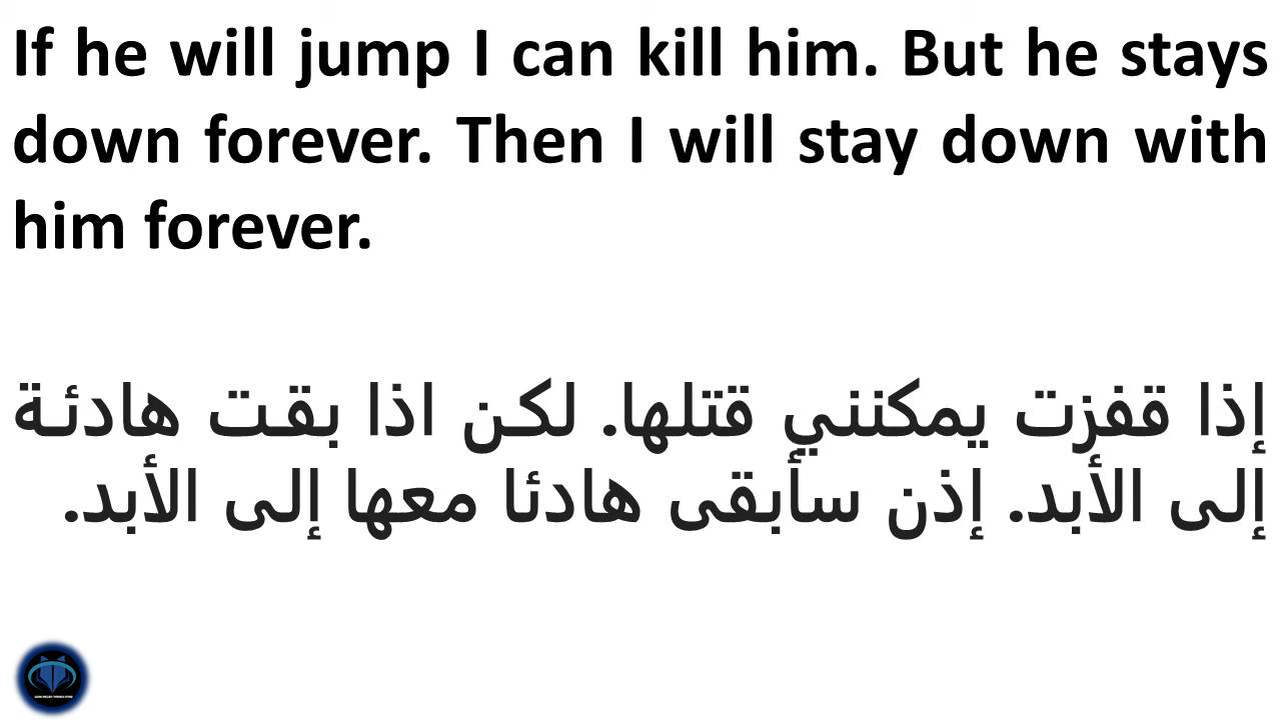 If he will jump I can kill him. But he stays
down forever. Then I will stay down with
him forever.
إذا قفزت يمكنني قتلها. لكن اذا بقت هادئة
إلى الأبد. إذن سأبقى هادئا معها إلى الأبد.